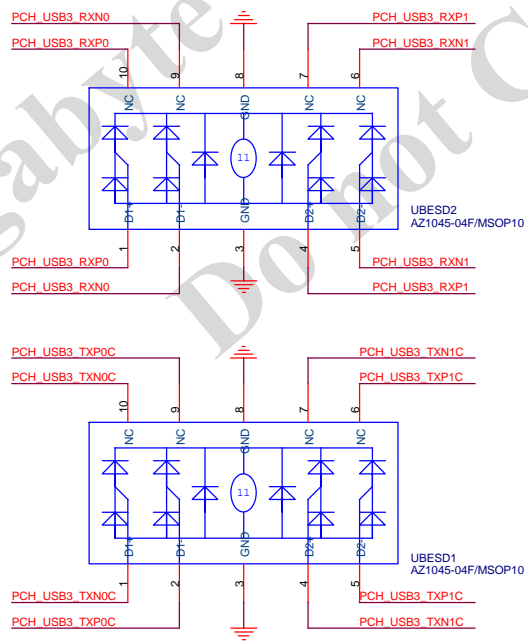 PCH_USB3_RXN0
PCH_USB3_RXP1
PCH_USB3_RXP0
PCH_USB3_RXN1
10 9 8 7 6
NC NC GND NC NC
11
D1+ D1- GND D2+ D2-
UBESD2
AZ1045-04F/MSOP10
1 2 3 4 5
PCH_USB3_RXP0
PCH_USB3_RXN1
PCH_USB3_RXN0
PCH_USB3_RXP1
gabyte
Do not C
PCH_USB3_TXP0C
PCH_USB3_TXN1C
PCH_USB3_TXN0C
PCH_USB3_TXP1C
10 9 8 7 6
NC NC GND NC NC
11
D1+ D1- GND D2+ D2-
UBESD1
AZ1045-04F/MSOP10
1 2 3 4 5
PCH_USB3_TXN0C
PCH_USB3_TXP1C
PCH_USB3_TXP0C
PCH_USB3_TXN1C